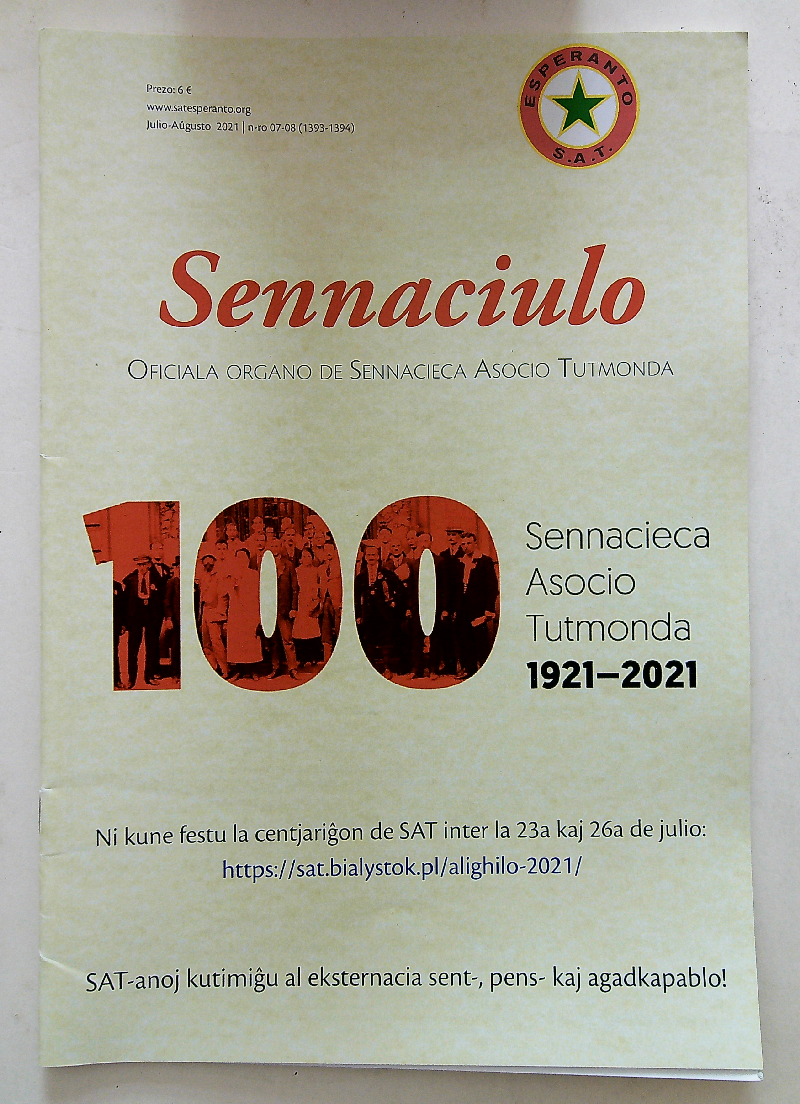 Prezo: 6 €
www.satesperanto.org
Julio-Aŭgusto 2021 | n-ro 07-08 (1393-1394)
ESPERANTO
S.A.T.
Sennaciulo
Oficiala organo de Sennacieca Asocio Tutmonda
100
Sennacieca
Asocio
Tutmonda
1921–2021
Ni kune festu la centjariĝon de SAT inter la 23a kaj 26a de julio:
https://sat.bialystok.pl/alighilo-2021/
SAT-anoj kutimiĝu al eksternacia sent-, pens- kaj agadkapablo!